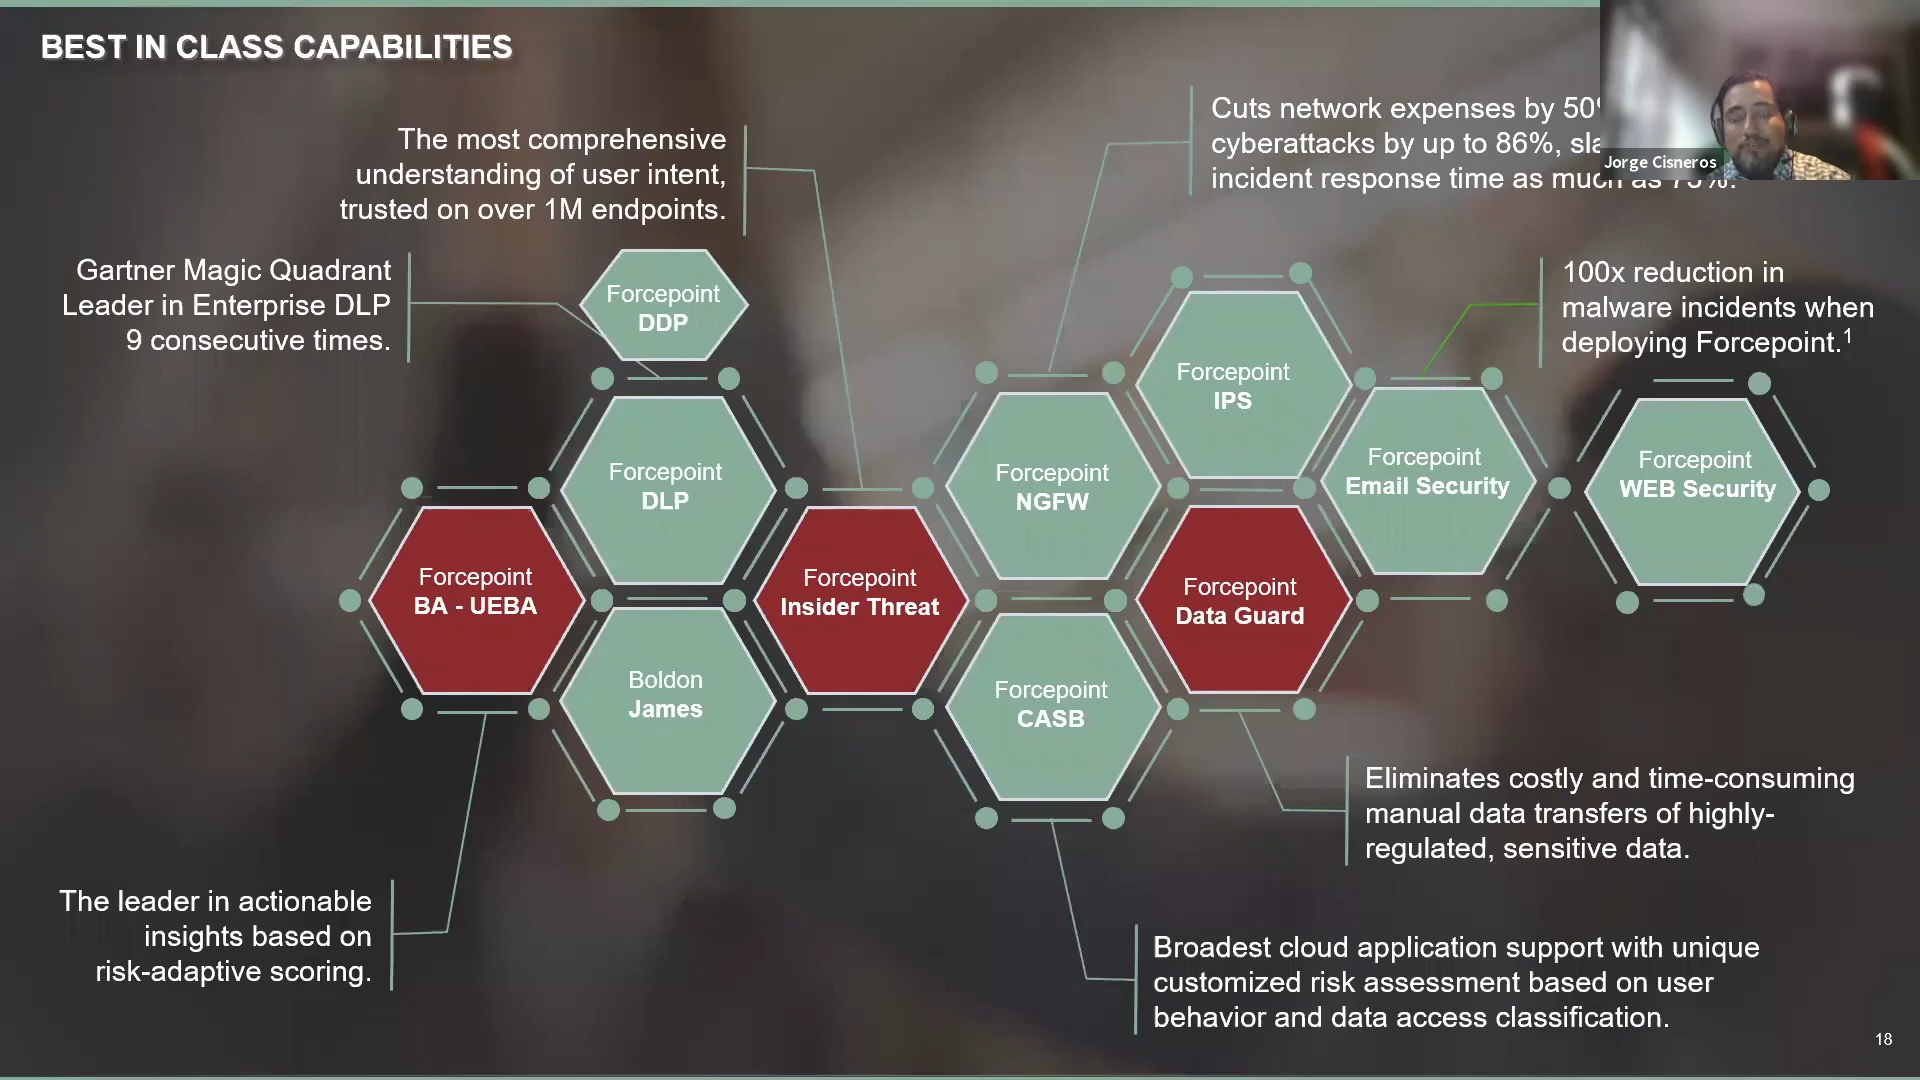 BEST IN CLASS CAPABILITIES
The most comprehensive
understanding of user intent,
trusted on over 1M endpoints.
Cuts network expenses by 50%
cyberattacks by up to 86%,
incident response time as much as
Jorge Cisneros
Gartner Magic Quadrant
Leader in Enterprise DLP
9 consecutive times.
100x reduction in
malware incidents when
deploying Forcepoint.1
Forcepoint
DDP
Forcepoint
IPS
Forcepoint
DLP
Forcepoint
NGFW
Forcepoint
Email Security
Forcepoint
WEB Security
Forcepoint
BA - UEBA
Forcepoint
Insider Threat
Forcepoint
Data Guard
Boldon
James
Forcepoint
CASB
Eliminates costly and time-consuming
manual data transfers of highly-
regulated, sensitive data.
The leader in actionable
insights based on
risk-adaptive scoring.
Broadest cloud application support with unique
customized risk assessment based on user
behavior and data access classification.
18